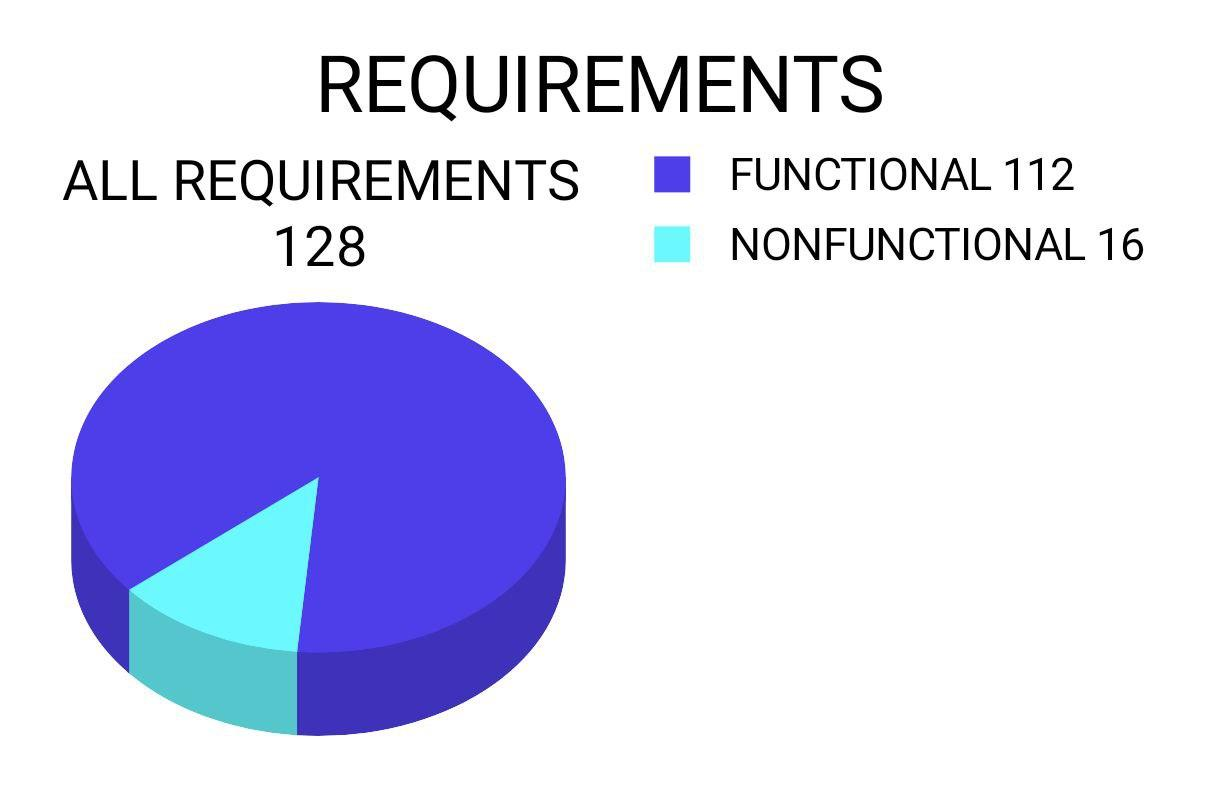 REQUIREMENTS
ALL REQUIREMENTS
128
FUNCTIONAL 112
NONFUNCTIONAL 16